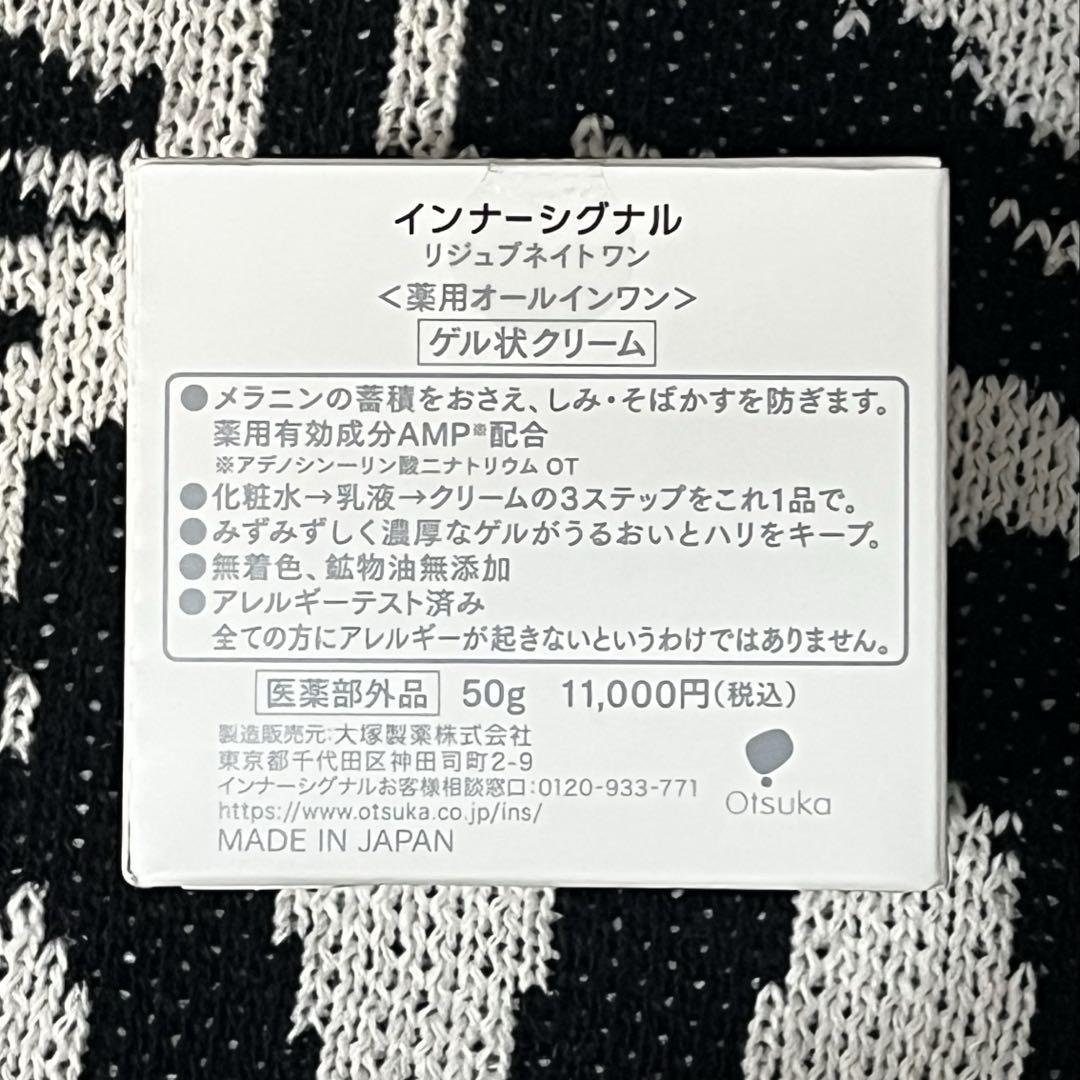 インナーシグナル
リジュブネイト ワン
<薬用オールインワン>
ゲル状クリーム
●メラニンの蓄積をおさえ、しみ・そばかすを防ぎます。
薬用有効成分AMP※配合
※アデノシン一リン酸二ナトリウム OT
●化粧水→乳液→クリームの3ステップをこれ1品で。
●みずみずしく濃厚なゲルがうるおいとハリをキープ。
●無着色、鉱物油無添加
●アレルギーテスト済み
全ての方にアレルギーが起きないというわけではありません。
医薬部外品 50g 11,000円(税込)
製造販売元:大塚製薬株式会社
東京都千代田区神田司町2-9
インナーシグナルお客様相談窓口:0120-933-771
https://www.otsuka.co.jp/ins/
MADE IN JAPAN
Otsuka